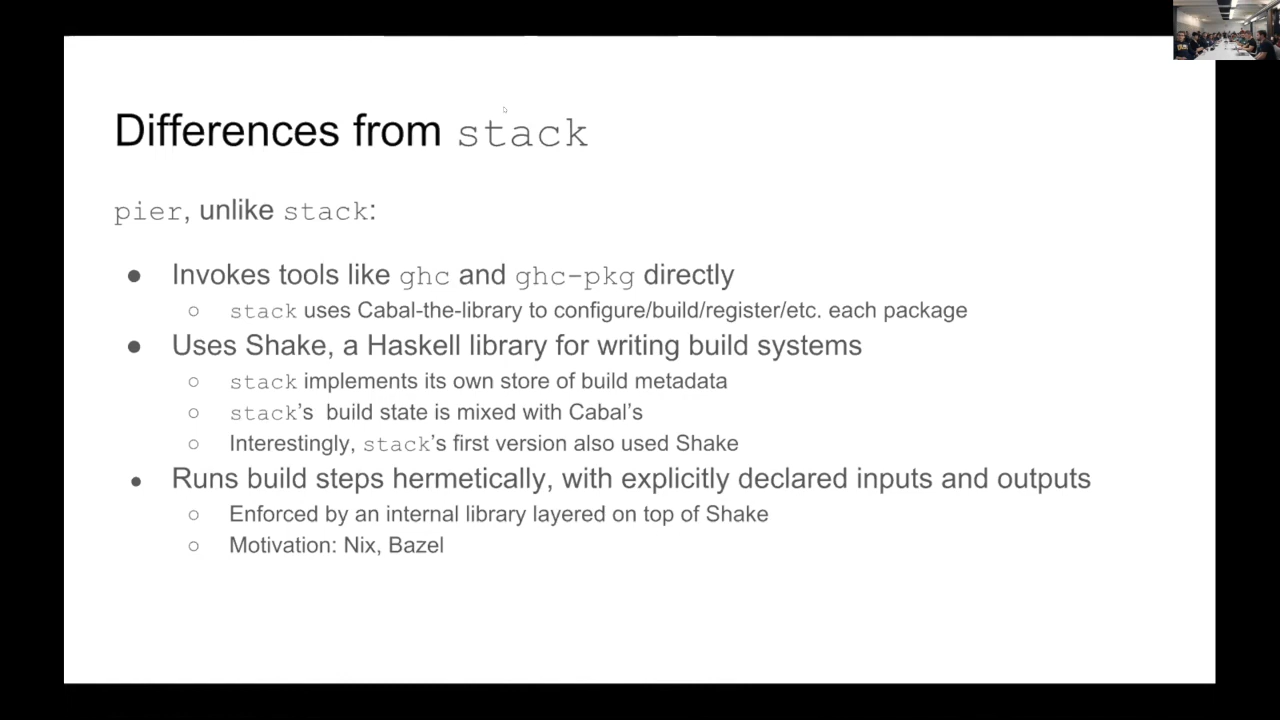 Differences from stack
pier, unlike stack:
● Invokes tools like ghc and ghc-pkg directly
○ stack uses Cabal-the-library to configure/build/register/etc. each package
● Uses Shake, a Haskell library for writing build systems
○ stack implements its own store of build metadata
○ stack’s build state is mixed with Cabal’s
○ Interestingly, stack’s first version also used Shake
● Runs build steps hermetically, with explicitly declared inputs and outputs
○ Enforced by an internal library layered on top of Shake
○ Motivation: Nix, Bazel